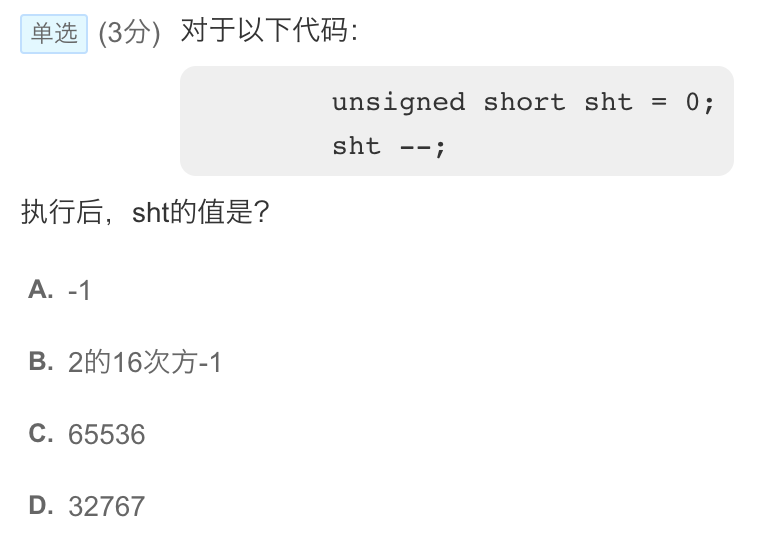 单选 (3分) 对于以下代码：
unsigned short sht = 0;
sht --;
执行后，sht的值是？
A. -1
B. 2的16次方-1
C. 65536
D. 32767